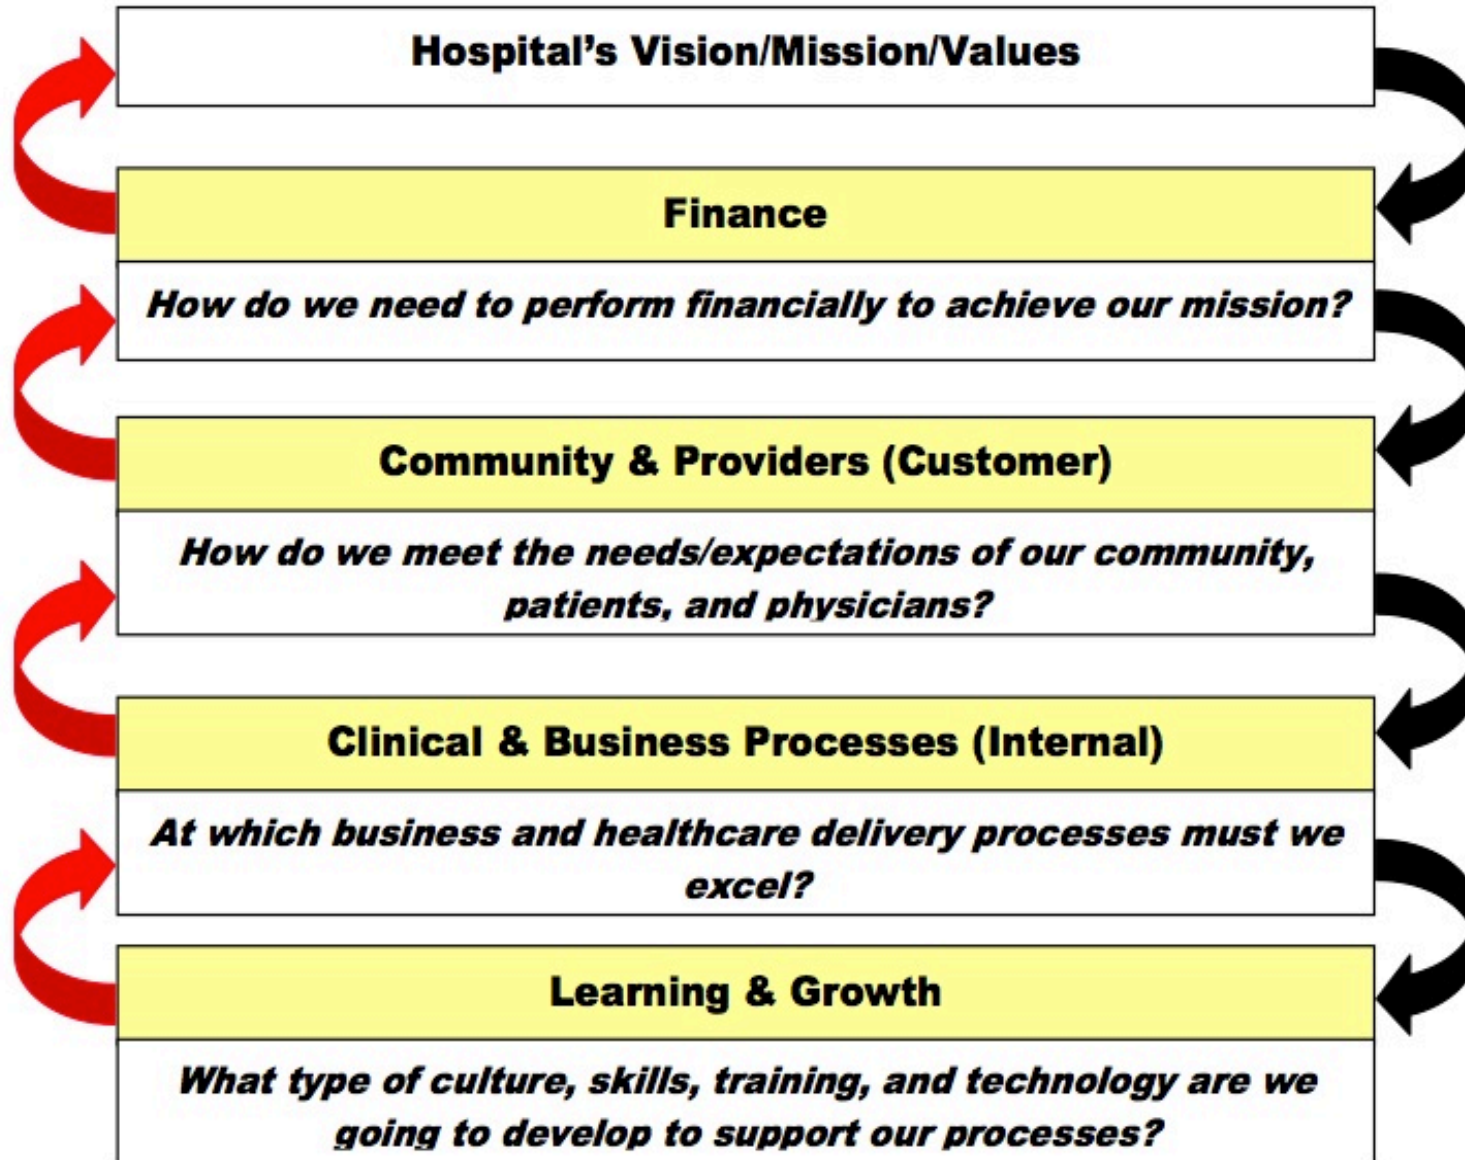 Hospital’s Vision/Mission/Values
Finance
How do we need to perform financially to achieve our mission?
Community & Providers (Customer)
How do we meet the needs/expectations of our community,
patients, and physicians?
Clinical & Business Processes (Internal)
At which business and healthcare delivery processes must we
excel?
Learning & Growth
What type of culture, skills, training, and technology are we
going to develop to support our processes?